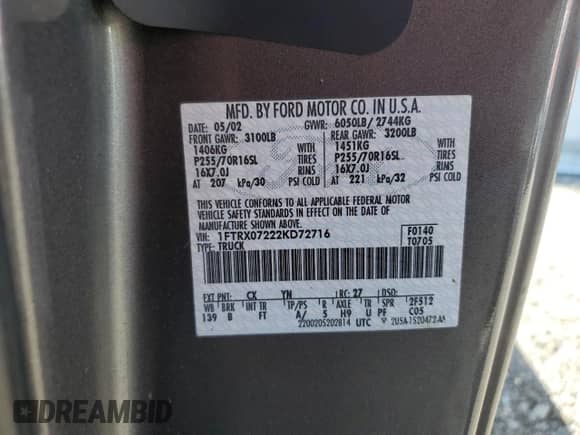 MFD. BY FORD MOTOR CO. IN U.S.A.
DATE: 05/02 GVWR: 6050LB/ 2744KG
FRONT GAWR: 3100LB REAR GAWR: 3200LB
1406KG WITH 1451KG WITH
P255/70R16SL TIRES P255/70R16SL TIRES
16X7.0J RIMS 16X7.0J RIMS
AT 207 kPa/30 PSI COLD AT 221 kPa/32 PSI COLD
THIS VEHICLE CONFORMS TO ALL APPLICABLE FEDERAL MOTOR
VEHICLE SAFETY STANDARDS IN EFFECT ON THE DATE OF
MANUFACTURE SHOWN ABOVE.
VIN: 1FTRX07222KD72716 F0140
TYPE: TRUCK T0705
EXT PNT: CX YN RC: 27 DSO:
WB BRK INT TR TP/PS R AXLE TR SPR 2F512
139 B FT A/ 5 H9 U PF C05
2200205202814 UTC 2U5A 1520472 AA
DREAMBID